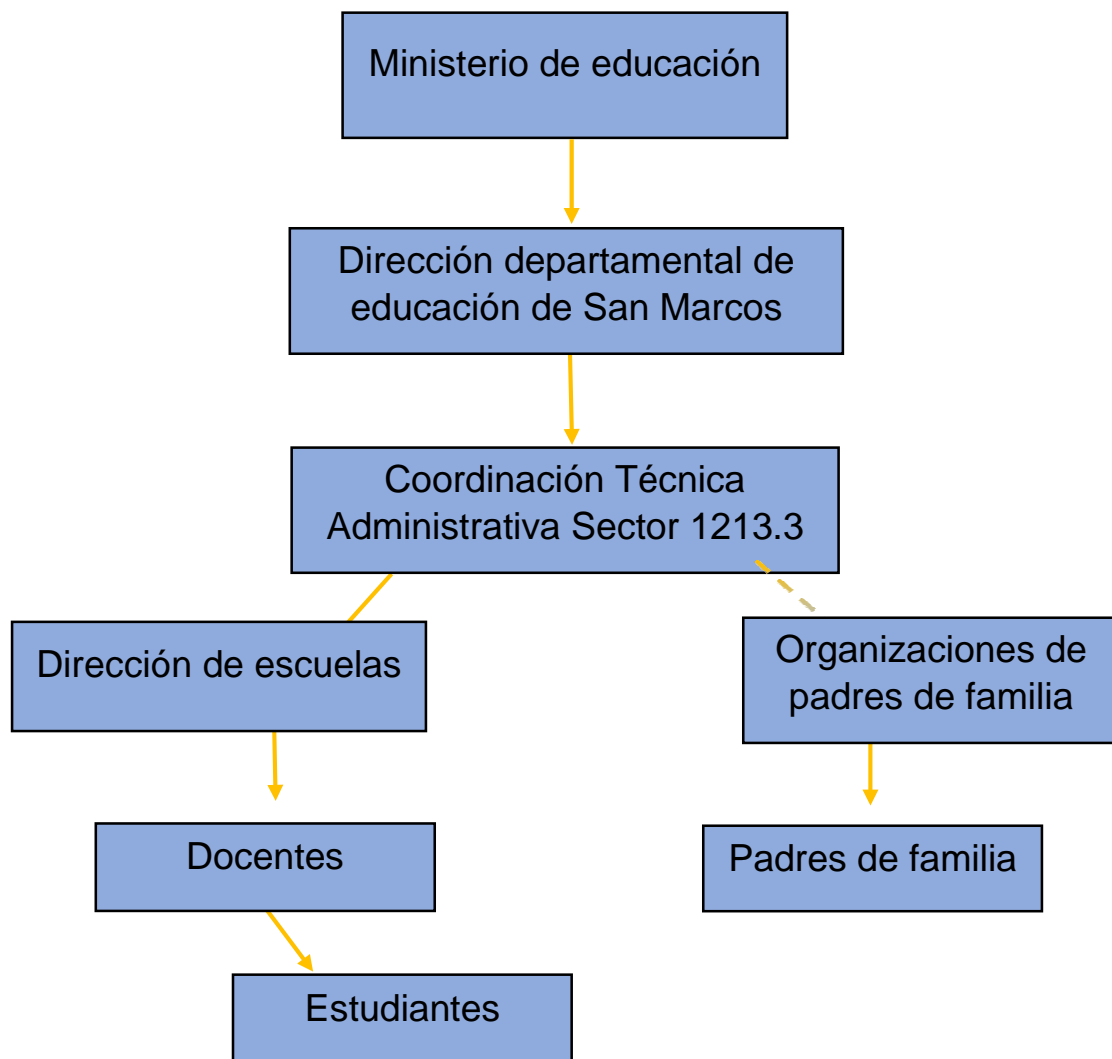 Ministerio de educación
Dirección departamental de
educación de San Marcos
Coordinación Técnica
Administrativa Sector 1213.3
Dirección de escuelas
Organizaciones de
padres de familia
Docentes
Padres de familia
Estudiantes